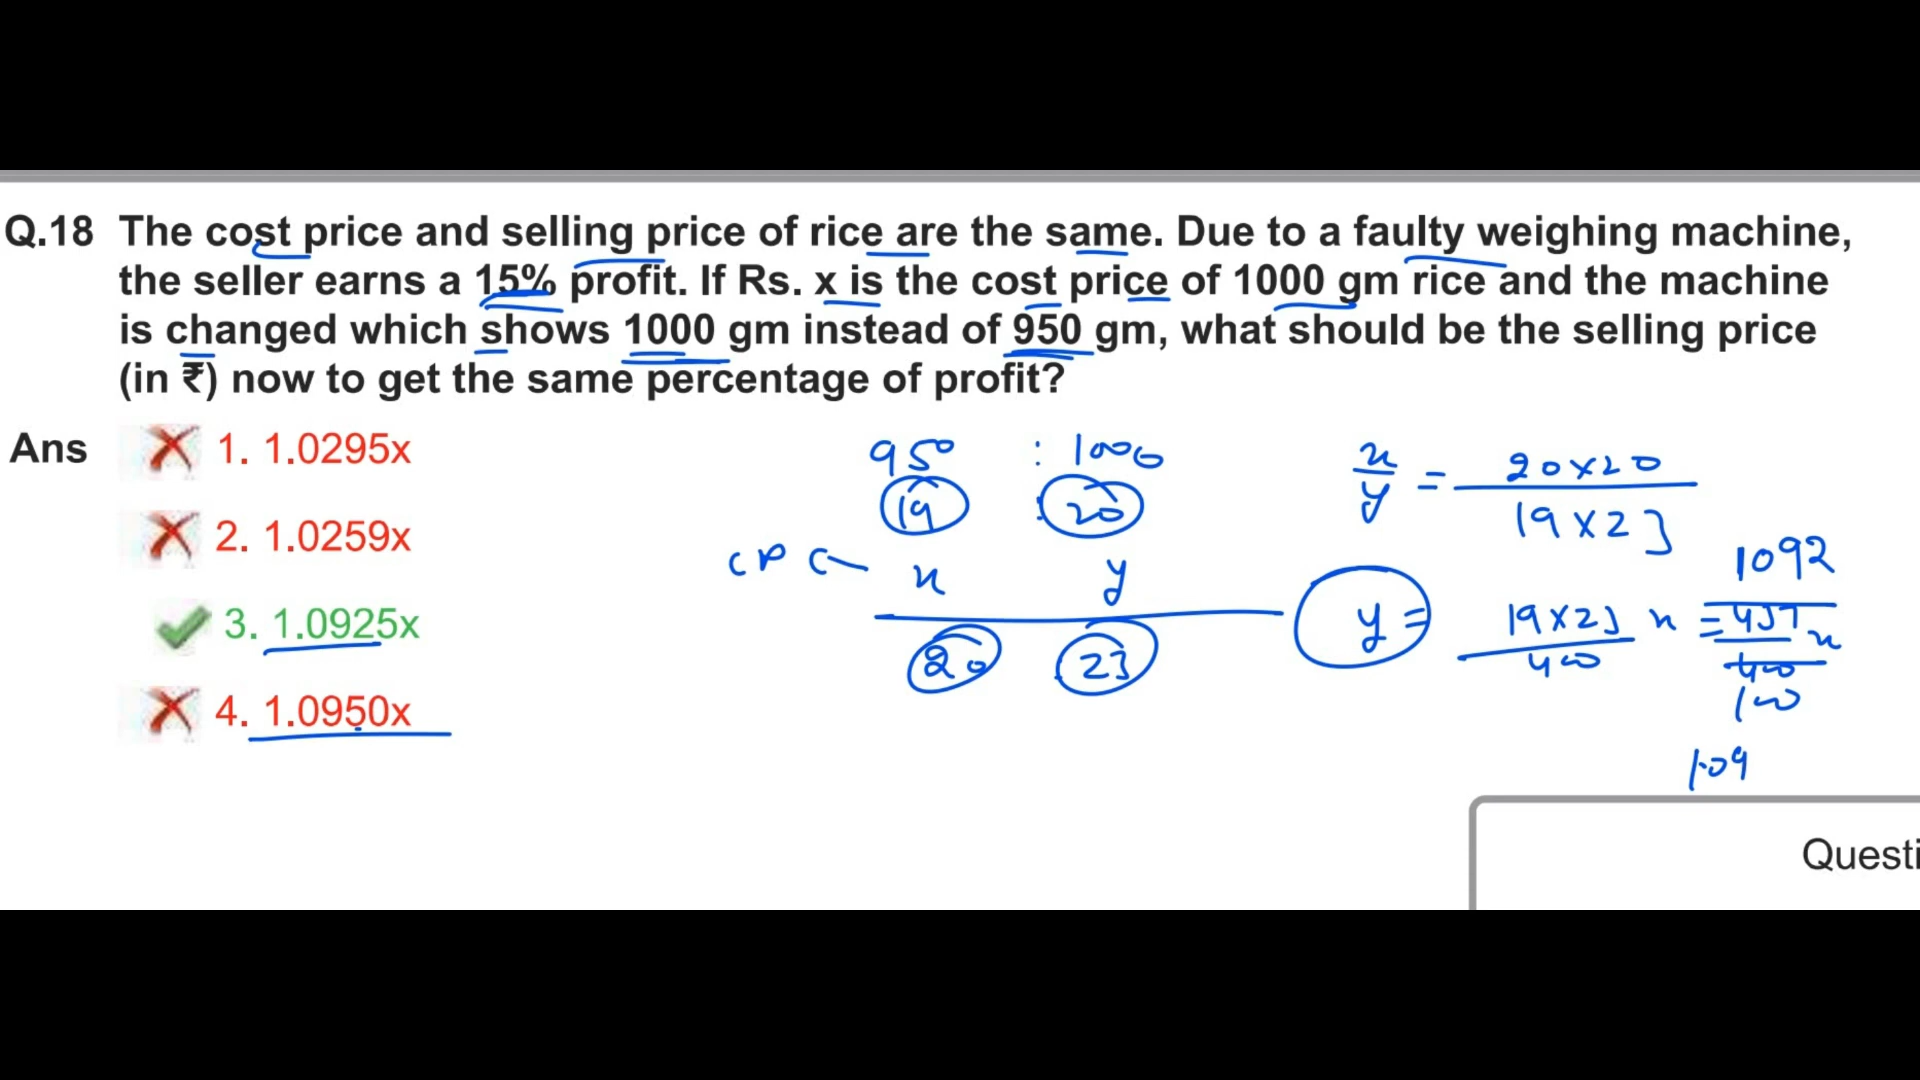 Q.18 The cost price and selling price of rice are the same. Due to a faulty weighing machine,
the seller earns a 15% profit. If Rs. x is the cost price of 1000 gm rice and the machine
is changed which shows 1000 gm instead of 950 gm, what should be the selling price
(in ₹) now to get the same percentage of profit?
Ans 1. 1.0295x
2. 1.0259x
3. 1.0925x
4. 1.0950x
950 : 1000
19 : 20
CP x y
20 23
x/y = 20×20/19×23
y = 19×23/400 x = 437/400 x
1092
100
1.09
Questi